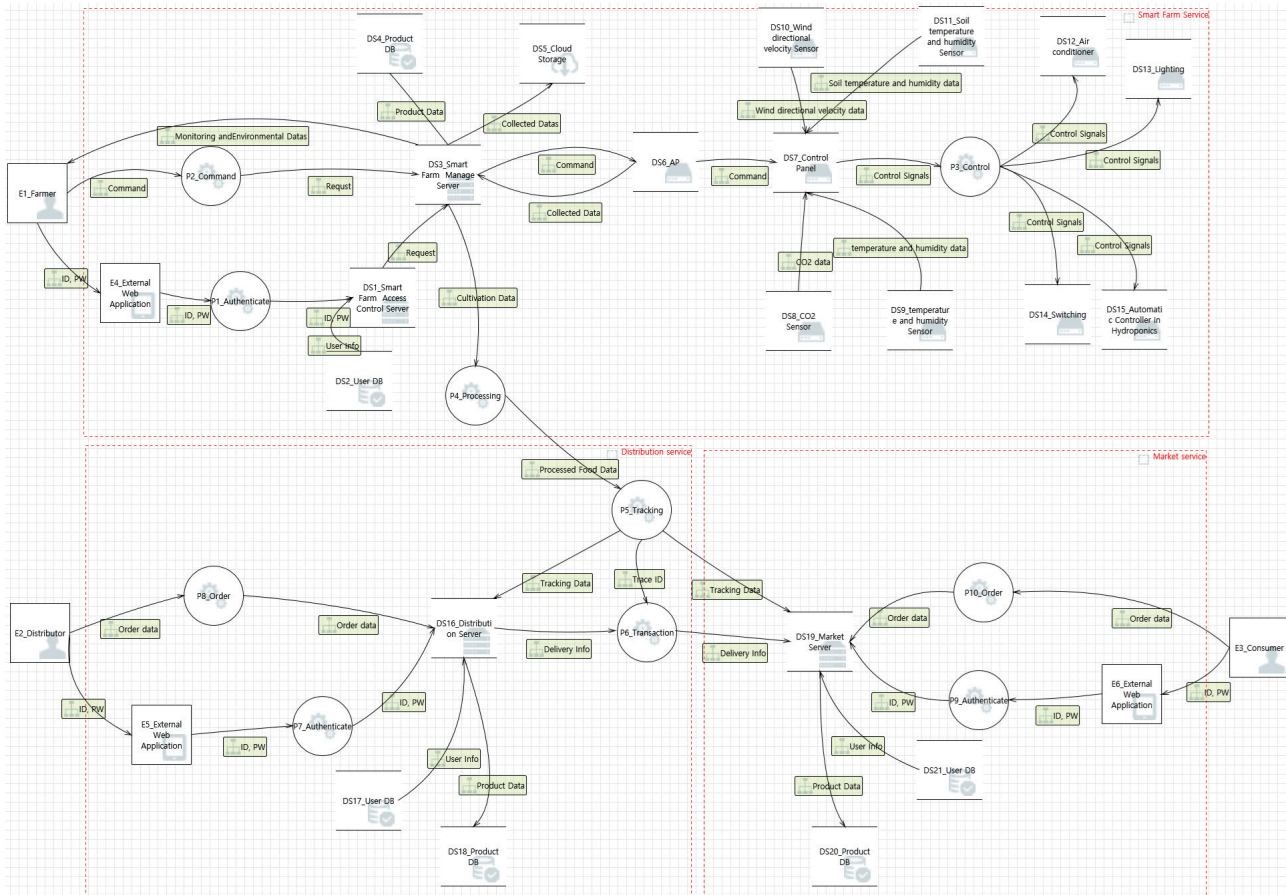 Smart Farm Service
DS4_Product
DB
DS5_Cloud
Storage
DS10_Wind
directional
velocity Sensor
DS11_Soil
temperature
and humidity
Sensor
DS12_Air
conditioner
DS13_Lighting
Soil temperature and humidity data
Product Data
Wind directional velocity data
Collected Datas
Monitoring andEnvironmental Datas
Control Signals
Control Signals
E1_Farmer
Command
P2_Command
Requst
DS3_Smart
Farm Manage
Server
Command
DS6_AP
Command
DS7_Control
Panel
Control Signals
P3_Control
Collected Data
Control Signals
Request
CO2 data
temperature and humidity data
Control Signals
ID, PW
E4_External
Web
Application
ID, PW
P1_Authenticate
ID, PW
DS1_Smart
Farm Access
Control Server
Cultivation Data
User Info
DS8_CO2
Sensor
DS9_temperatur
e and humidity
Sensor
DS14_Switching
DS15_Automati
c Controller in
Hydroponics
DS2_User DB
P4_Processing
Distribution service
Market service
Processed Food Data
P5_Tracking
Tracking Data
Trace ID
Tracking Data
P8_Order
P10_Order
E2_Distributor
Order data
Order data
DS16_Distributi
on Server
Delivery Info
P6_Transaction
Delivery Info
DS19_Market
Server
Order data
Order data
E3_Consumer
ID, PW
E5_External
Web
Application
ID, PW
P7_Authenticate
ID, PW
ID, PW
P9_Authenticate
ID, PW
E6_External
Web
Application
ID, PW
User Info
User Info
DS17_User DB
Product Data
Product Data
DS21_User DB
DS18_Product
DB
DS20_Product
DB